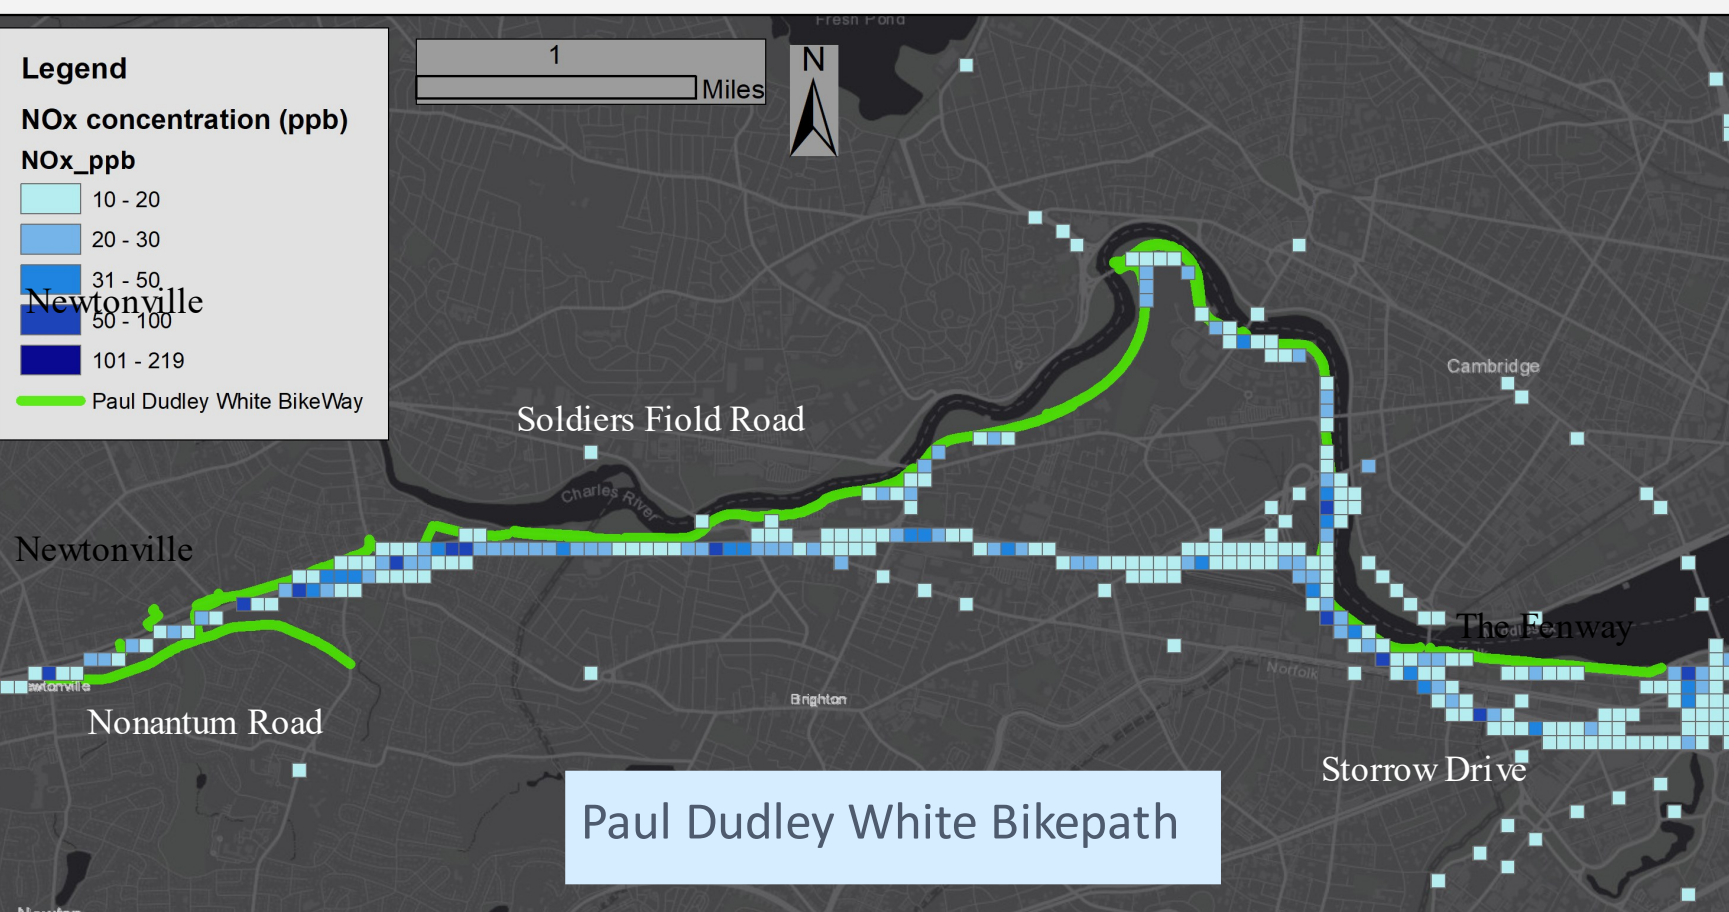 Fresh Pond
Legend
NOx concentration (ppb)
NOx_ppb
10 - 20
20 - 30
31 - 50
Newtonville
50 - 100
101 - 219
Paul Dudley White BikeWay
1
Miles
N
Cambridge
Soldiers Fiold Road
Charles River
Newtonville
The Fenway
Norfolk
Brighton
Nonantum Road
Storrow Drive
Paul Dudley White Bikepath
Newton